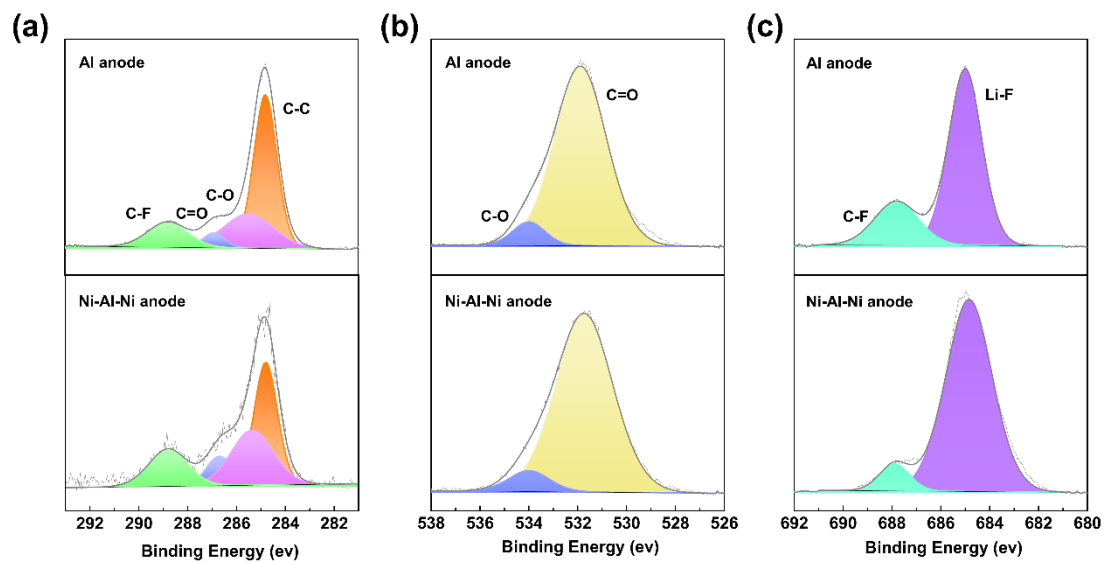 (a)
Al anode
C-C
C-O
C-F
C=O
Ni-Al-Ni anode
292 290 288 286 284 282
Binding Energy (ev)
(b)
Al anode
C=O
C-O
Ni-Al-Ni anode
538 536 534 532 530 528 526
Binding Energy (ev)
(c)
Al anode
Li-F
C-F
Ni-Al-Ni anode
692 690 688 686 684 682 680
Binding Energy (ev)